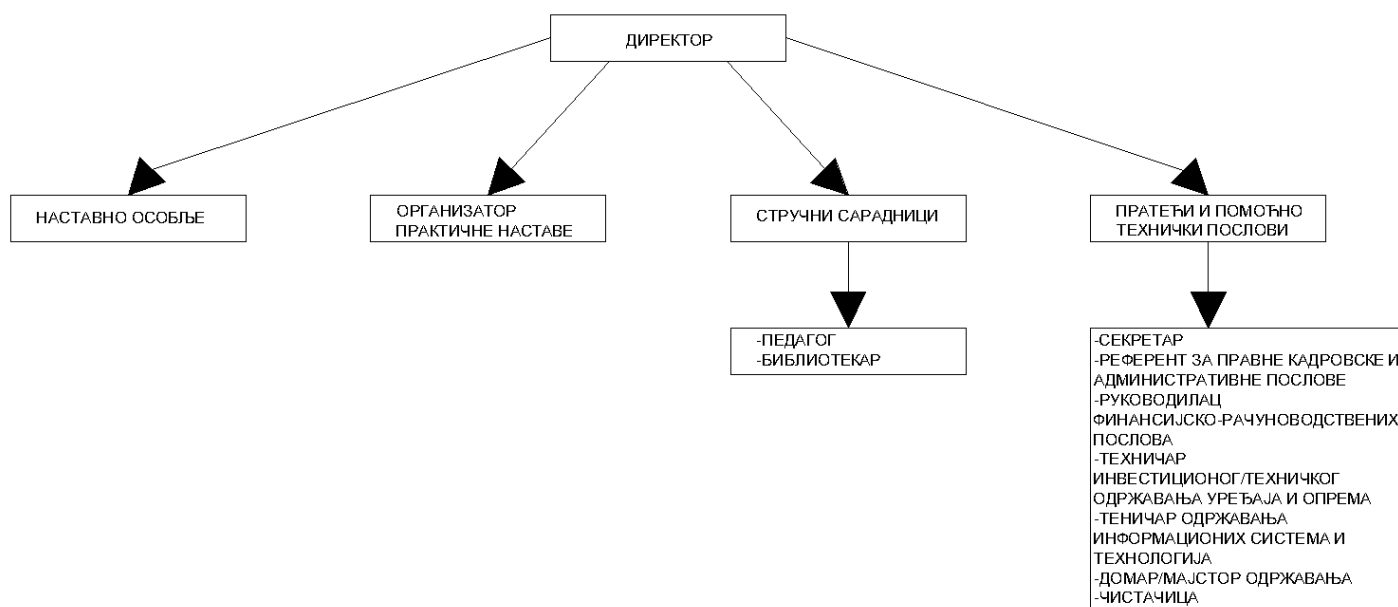 ДИРЕКТОР
НАСТАВНО ОСОБЉЕ
ОРГАНИЗАТОР
ПРАКТИЧНЕ НАСТАВЕ
СТРУЧНИ САРАДНИЦИ
ПРАТЕЋИ И ПОМОЋНО
ТЕХНИЧКИ ПОСЛОВИ
-ПЕДАГОГ
-БИБЛИОТЕКАР
-СЕКРЕТАР
-РЕФЕРЕНТ ЗА ПРАВНЕ КАДРОВСКЕ И
АДМИНИСТРАТИВНЕ ПОСЛОВЕ
-РУКОВОДИЛАЦ
ФИНАНСИЈСКО-РАЧУНОВОДСТВЕНИХ
ПОСЛОВА
-ТЕХНИЧАР
ИНВЕСТИЦИОНОГ/ТЕХНИЧКОГ
ОДРЖАВАЊА УРЕЂАЈА И ОПРЕМА
-ТЕНИЧАР ОДРЖАВАЊА
ИНФОРМАЦИОНИХ СИСТЕМА И
ТЕХНОЛОГИЈА
-ДОМАР/МАЈСТОР ОДРЖАВАЊА
-ЧИСТАЧИЦА